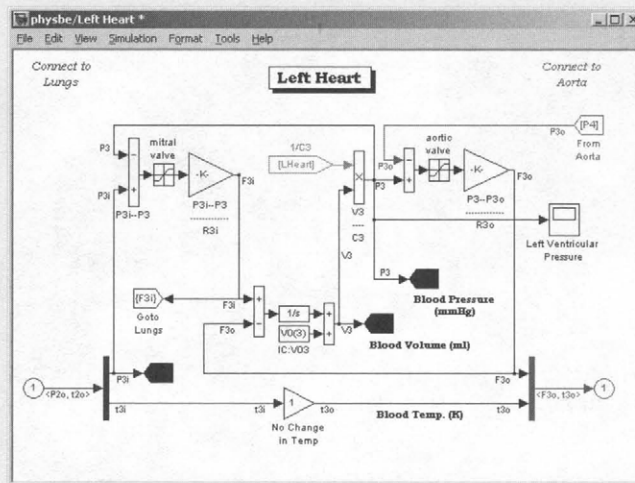 physbe/Left Heart *
File Edit View Simulation Format Tools Help
Connect to
Lungs
Left Heart
Connect to
Aorta
P3
mitral
valve
-K-
P3i
P3i--P3
P3i--P3
R3i
F3i
1/C3
[LHeart]
X
P3
V3
C3
V3
P3o
aortic
valve
-K-
F3o
P3--P3o
R3o
P3o
[P4]
From
Aorta
Left Ventricular
Pressure
P3
Blood Pressure
(mmHg)
{F3i}
Goto
Lungs
F3i
F3o
1/s
V0(3)
IC:V03
V3
Blood Volume (ml)
1
<P2o, t2o>
P3i
t3i
t3i
1
t3o
No Change
in Temp
Blood Temp. (K)
F3o
t3o
<F3o, t3o>
1